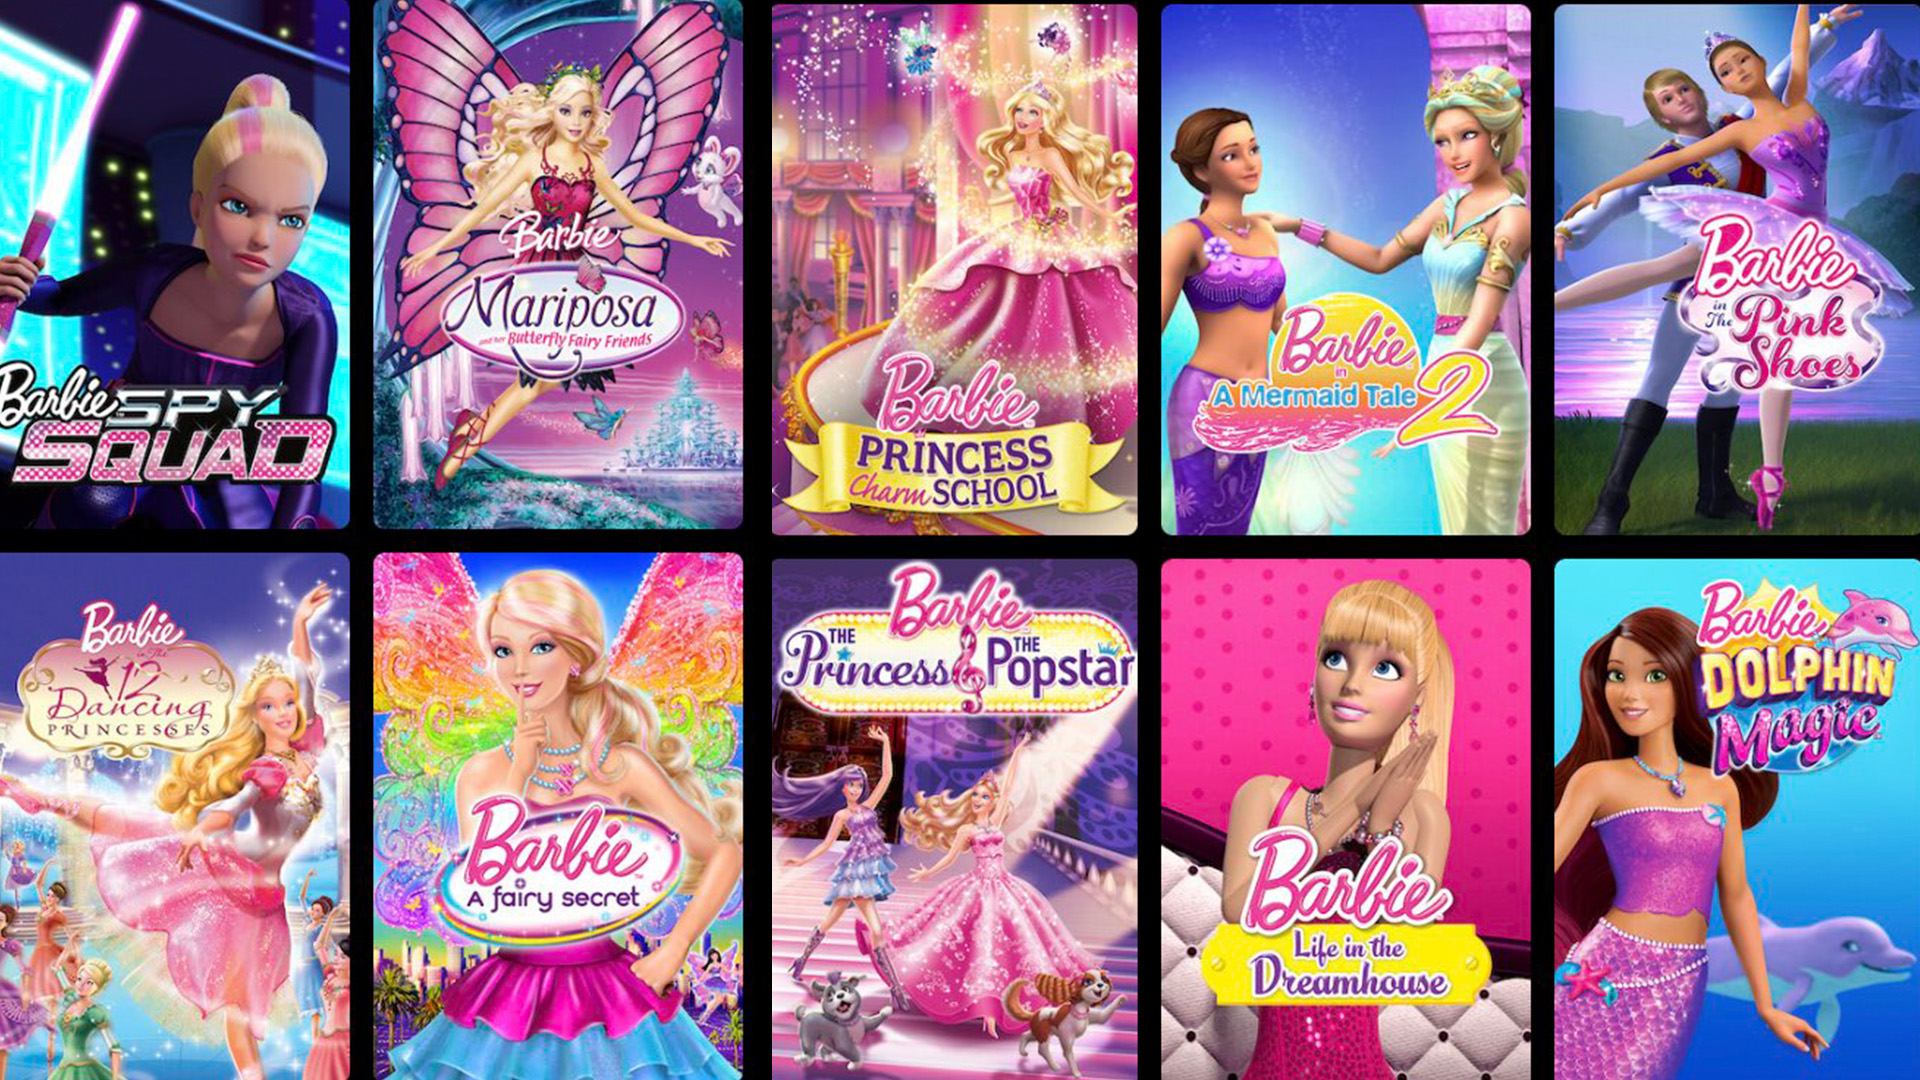 Barbie SPY
SQUAD
Barbie
Mariposa
and her Butterfly Fairy Friends
Barbie
PRINCESS
Charm SCHOOL
Barbie
in
A Mermaid Tale 2
Barbie
in
The Pink
Shoes
Barbie
in The
12
Dancing
PRINCESSES
Barbie
A fairy secret
Barbie
THE Princess & THE Popstar
Barbie
Life in the
Dreamhouse
Barbie
DOLPHIN
Magic